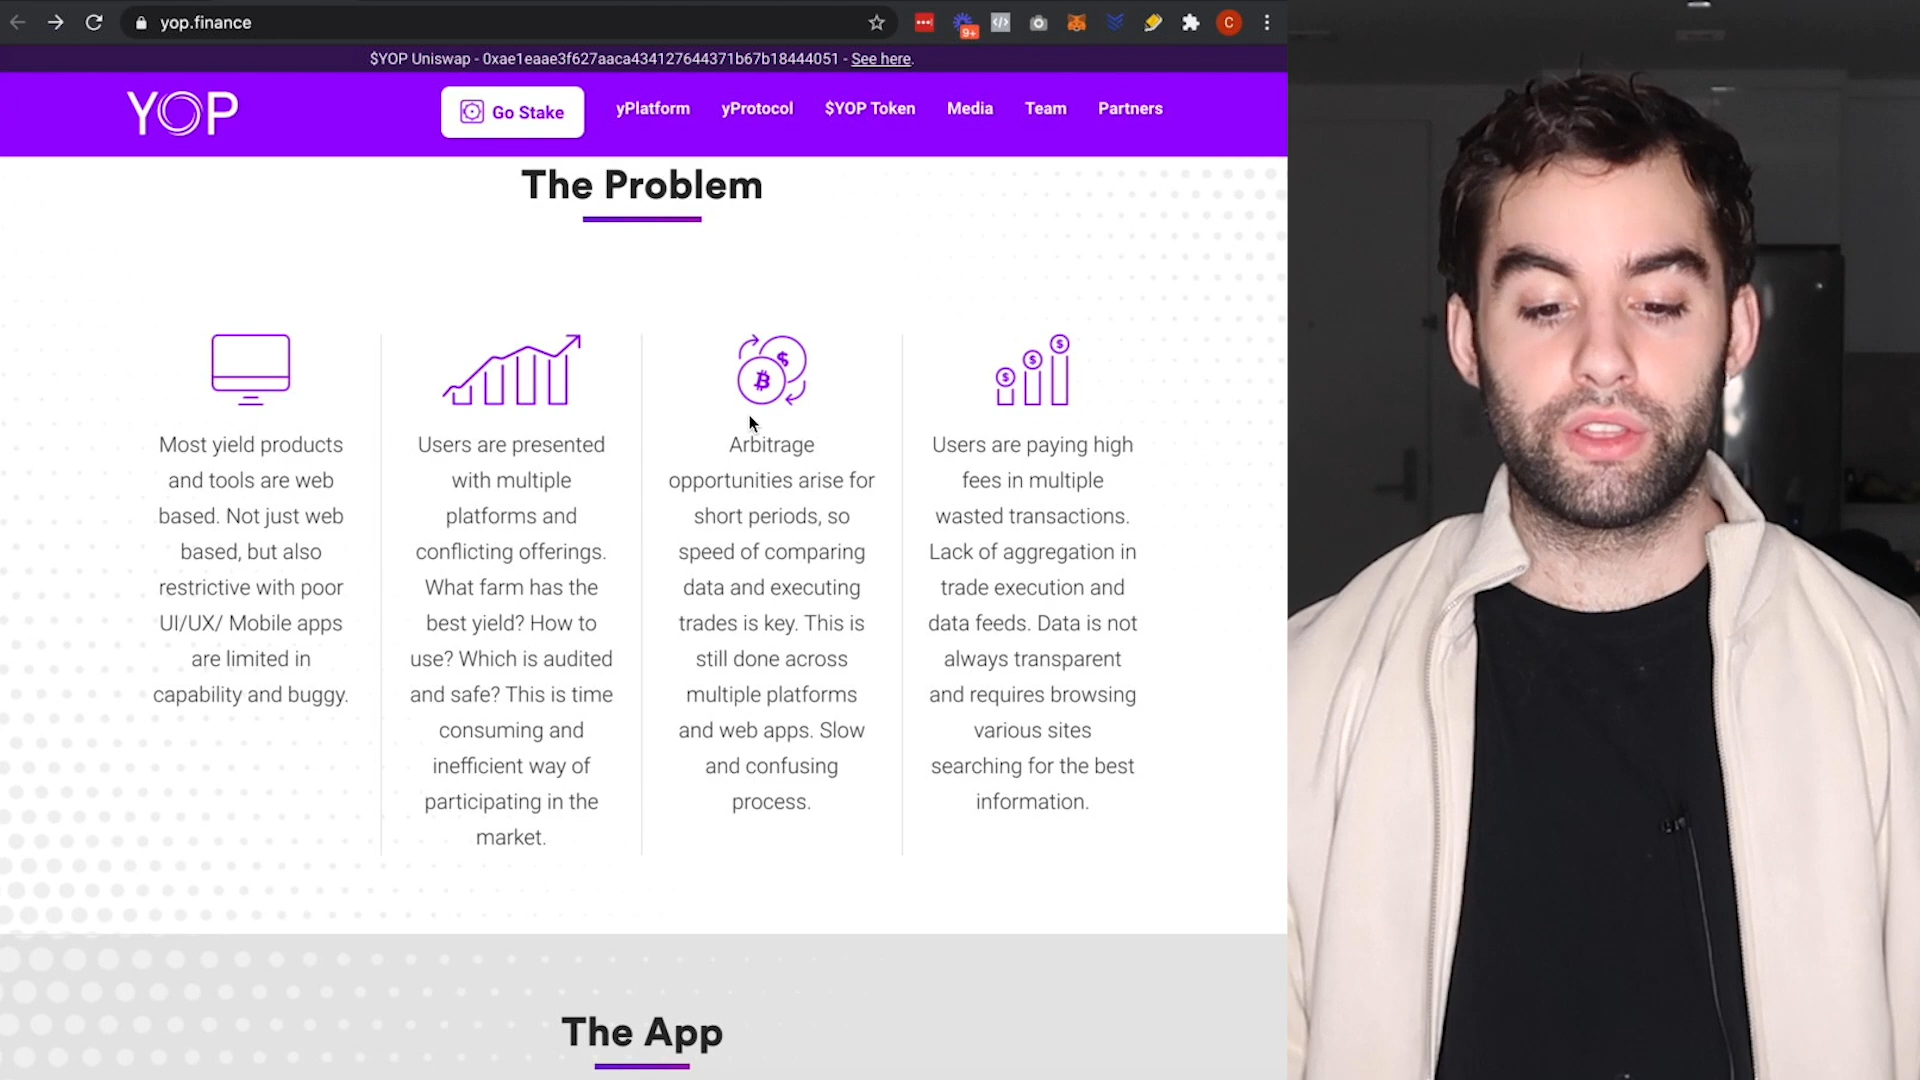 yop.finance
9+
C
$YOP Uniswap - 0xae1eaae3f627aaca434127644371b67b18444051 - See here.
YOP
Go Stake
yPlatform
yProtocol
$YOP Token
Media
Team
Partners
The Problem
Most yield products
and tools are web
based. Not just web
based, but also
restrictive with poor
UI/UX/ Mobile apps
are limited in
capability and buggy.
Users are presented
with multiple
platforms and
conflicting offerings.
What farm has the
best yield? How to
use? Which is audited
and safe? This is time
consuming and
inefficient way of
participating in the
market.
Arbitrage
opportunities arise for
short periods, so
speed of comparing
data and executing
trades is key. This is
still done across
multiple platforms
and web apps. Slow
and confusing
process.
Users are paying high
fees in multiple
wasted transactions.
Lack of aggregation in
trade execution and
data feeds. Data is not
always transparent
and requires browsing
various sites
searching for the best
information.
The App